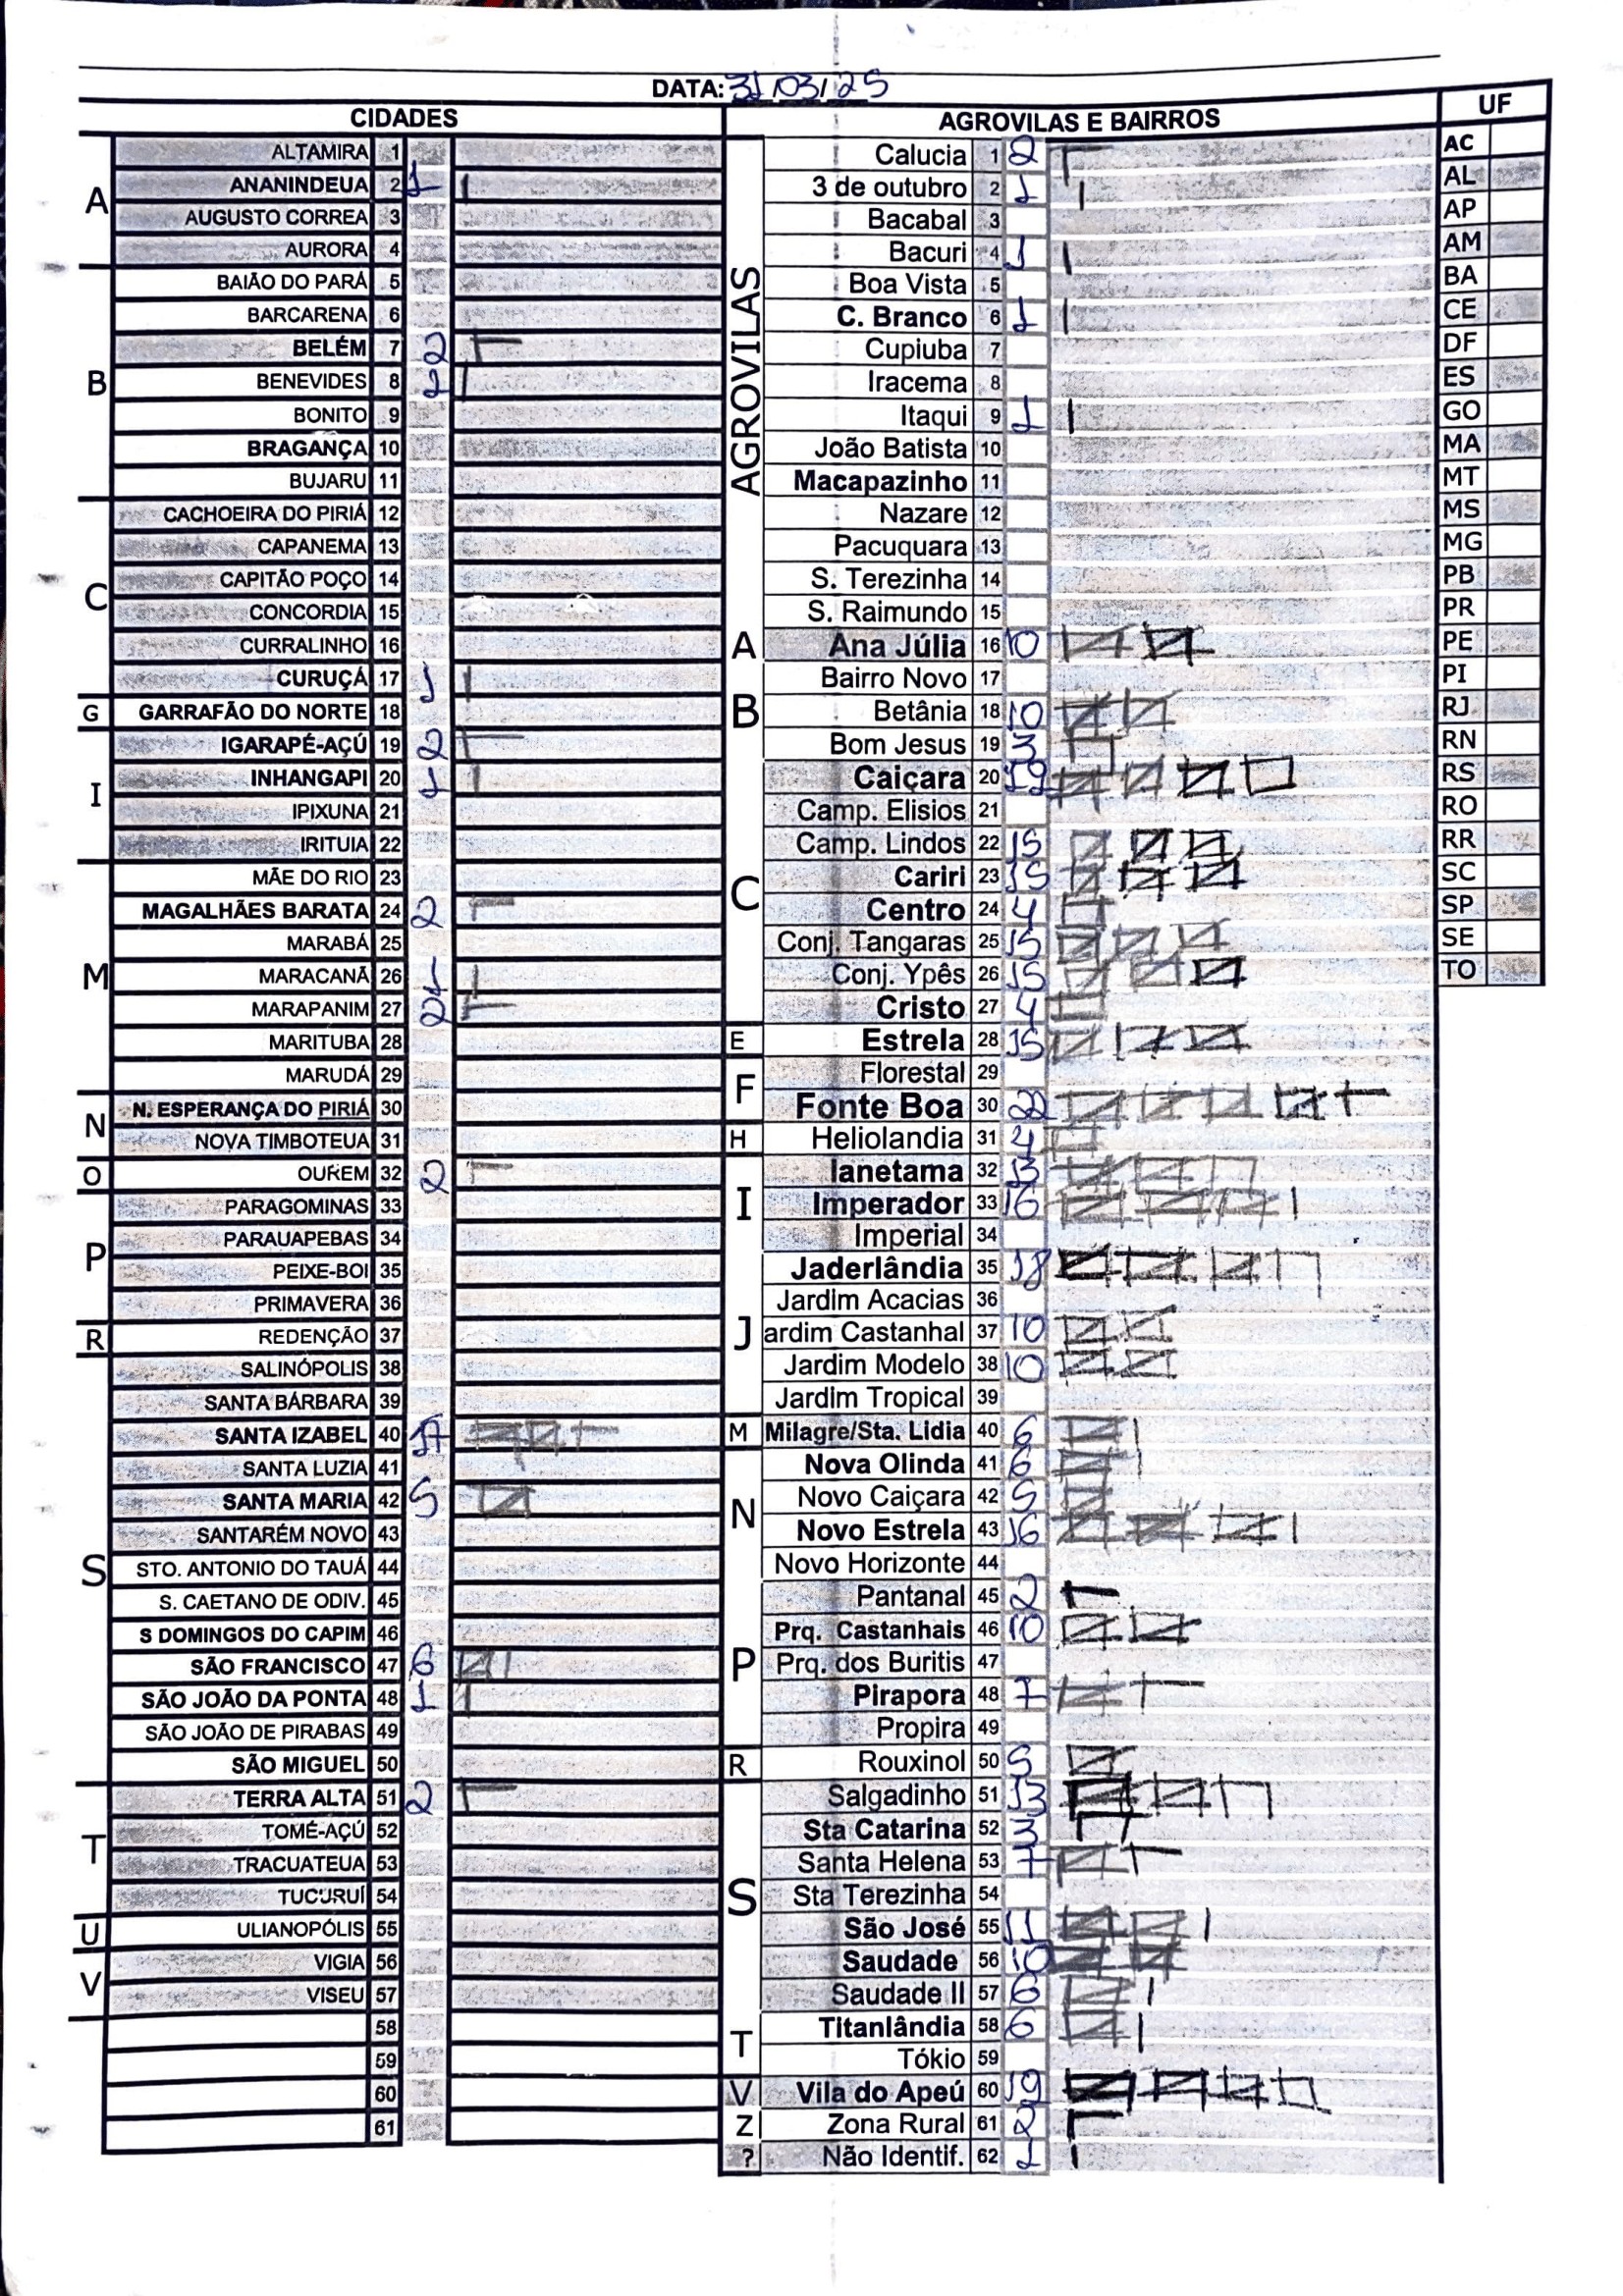 DATA: 31/03/25
CIDADES
A
ALTAMIRA 1
ANANINDEUA 2 1
AUGUSTO CORREA 3
AURORA 4
B
BAIÃO DO PARÁ 5
BARCARENA 6
BELÉM 7 2
BENEVIDES 8
BONITO 9
BRAGANÇA 10
BUJARU 11
C
CACHOEIRA DO PIRIÁ 12
CAPANEMA 13
CAPITÃO POÇO 14
CONCORDIA 15
CURRALINHO 16
CURUÇÁ 17 1
G
GARRAFÃO DO NORTE 18
I
IGARAPÉ-AÇÚ 19 2
INHANGAPI 20 1
IPIXUNA 21
IRITUIA 22
M
MÃE DO RIO 23
MAGALHÃES BARATA 24 2
MARABÁ 25
MARACANÃ 26 1
MARAPANIM 27 2
MARITUBA 28
MARUDÁ 29
N
N. ESPERANÇA DO PIRIÁ 30
NOVA TIMBOTEUA 31
O
OURÉM 32 2
P
PARAGOMINAS 33
PARAUAPEBAS 34
PEIXE-BOI 35
PRIMAVERA 36
R
REDENÇÃO 37
S
SALINÓPOLIS 38
SANTA BÁRBARA 39
SANTA IZABEL 40
SANTA LUZIA 41
SANTA MARIA 42 5
SANTARÉM NOVO 43
STO. ANTONIO DO TAUÁ 44
S. CAETANO DE ODIV. 45
S DOMINGOS DO CAPIM 46
SÃO FRANCISCO 47 6
SÃO JOÃO DA PONTA 48 1
SÃO JOÃO DE PIRABAS 49
SÃO MIGUEL 50
T
TERRA ALTA 51 2
TOMÉ-AÇÚ 52
TRACUATEUA 53
TUCURUÍ 54
U
ULIANOPÓLIS 55
V
VIGIA 56
VISEU 57
58
59
60
61
AGROVILAS E BAIRROS
AGROVILAS
Calucia 1 2
3 de outubro 2 1
Bacabal 3
Bacuri 4 1
Boa Vista 5
C. Branco 6 1
Cupiuba 7
Iracema 8
Itaqui 9 1
João Batista 10
Macapazinho 11
Nazare 12
Pacuquara 13
S. Terezinha 14
S. Raimundo 15
A
Ana Júlia 16 10
Bairro Novo 17
B
Betânia 18 10
Bom Jesus 19 3
C
Caiçara 20 19
Camp. Elisios 21
Camp. Lindos 22 15
Cariri 23 15
Centro 24 4
Conj. Tangaras 25 15
Conj. Ypês 26 15
Cristo 27 4
E
Estrela 28 15
F
Florestal 29
Fonte Boa 30 22
H
Heliolandia 31 4
I
Ianetama 32 13
Imperador 33 16
Imperial 34
J
Jaderlândia 35 18
Jardim Acacias 36
ardim Castanhal 37 10
Jardim Modelo 38 10
Jardim Tropical 39
M
Milagre/Sta. Lidia 40 6
N
Nova Olinda 41 6
Novo Caiçara 42 5
Novo Estrela 43 16
Novo Horizonte 44
P
Pantanal 45 2
Prq. Castanhais 46 10
Prq. dos Buritis 47
Pirapora 48 7
Propira 49
R
Rouxinol 50 5
S
Salgadinho 51 13
Sta Catarina 52 3
Santa Helena 53 7
Sta Terezinha 54
São José 55 11
Saudade 56 10
Saudade II 57 6
T
Titanlândia 58 6
Tókio 59
V
Vila do Apeú 60 19
Z
Zona Rural 61 2
?
Não Identif. 62 1
UF
AC
AL
AP
AM
BA
CE
DF
ES
GO
MA
MT
MS
MG
PB
PR
PE
PI
RJ
RN
RS
RO
RR
SC
SP
SE
TO